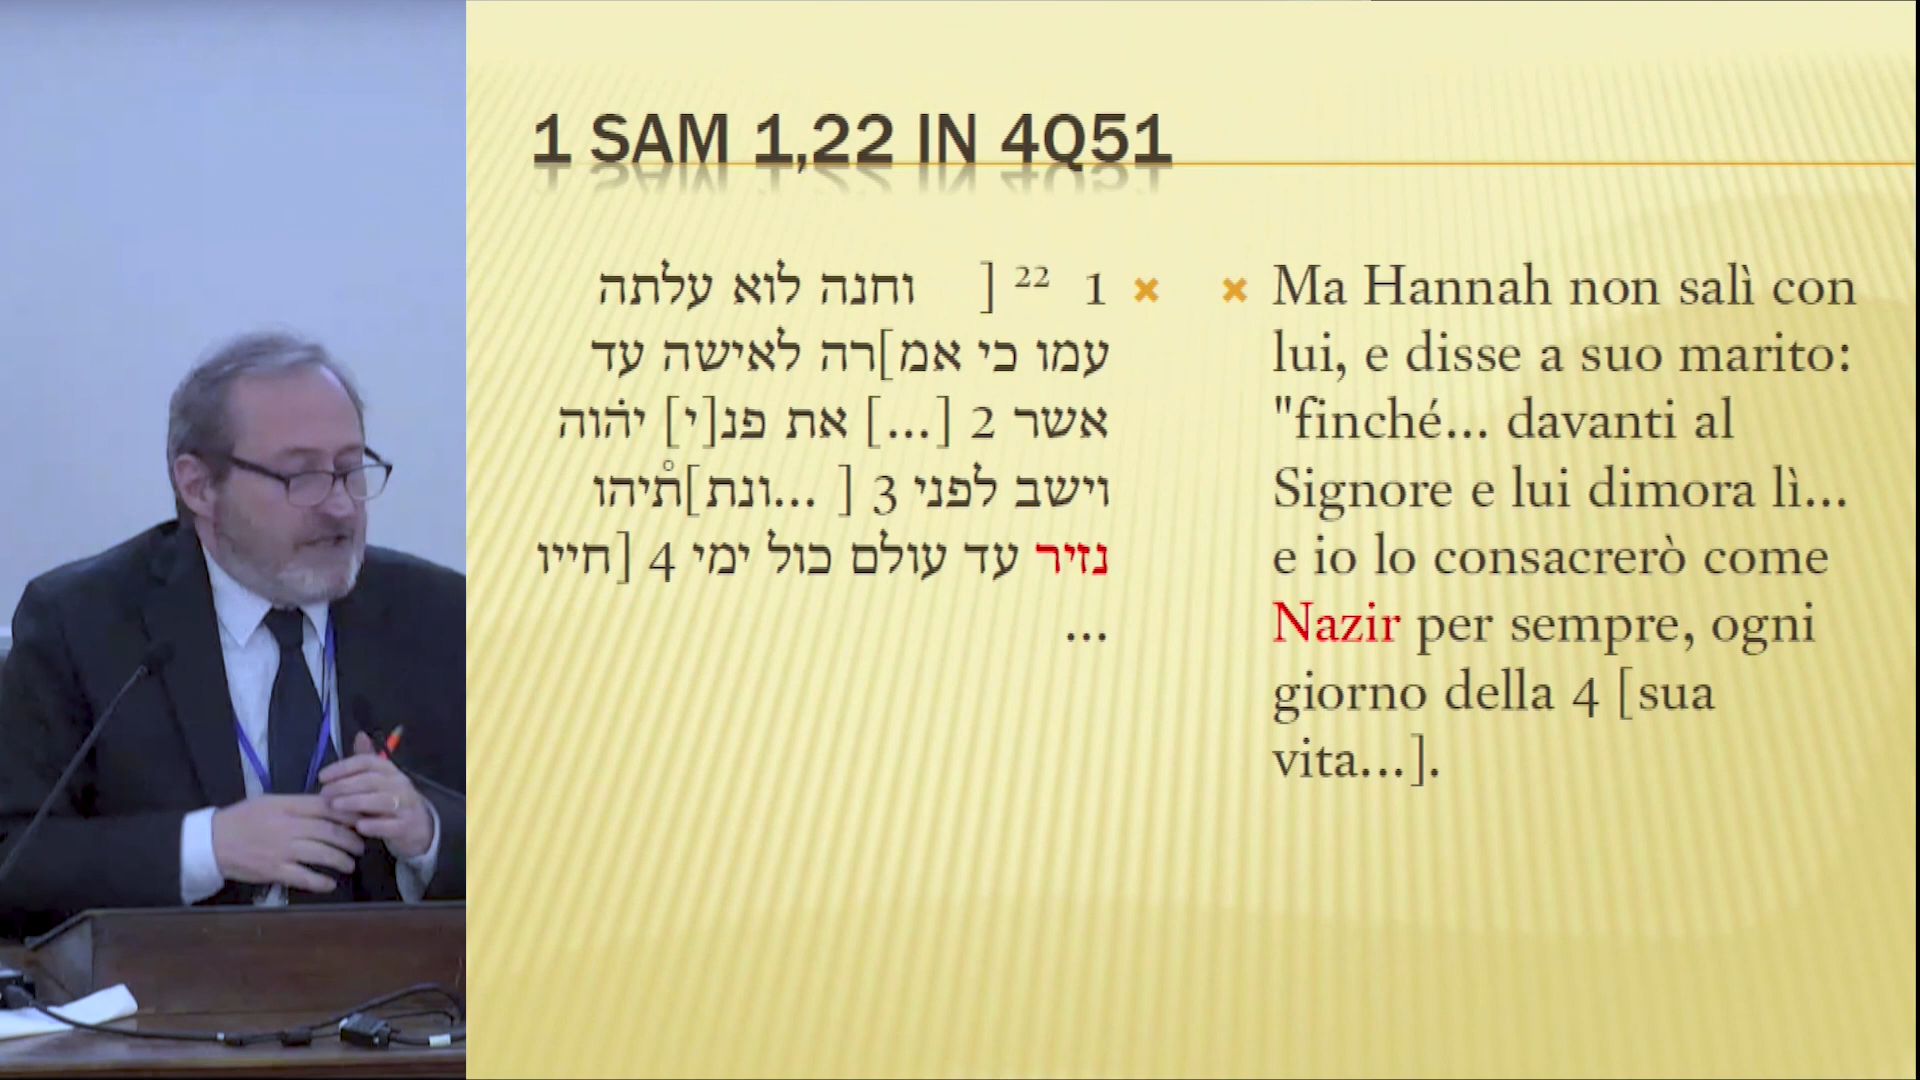 1 SAM 1,22 IN 4Q51
1 ²² [ וחנה לוא עלתה
עמו כי אמ]רה לאישה עד
אשר 2 [...] את פנ[י] יהׄוה
וישב לפני 3 [ ...ונת]תׄ֯יהו
נזיר עד עולם כול ימי 4 [חייו
...
Ma Hannah non salì con
lui, e disse a suo marito:
"finché... davanti al
Signore e lui dimora lì...
e io lo consacrerò come
Nazir per sempre, ogni
giorno della 4 [sua
vita...].